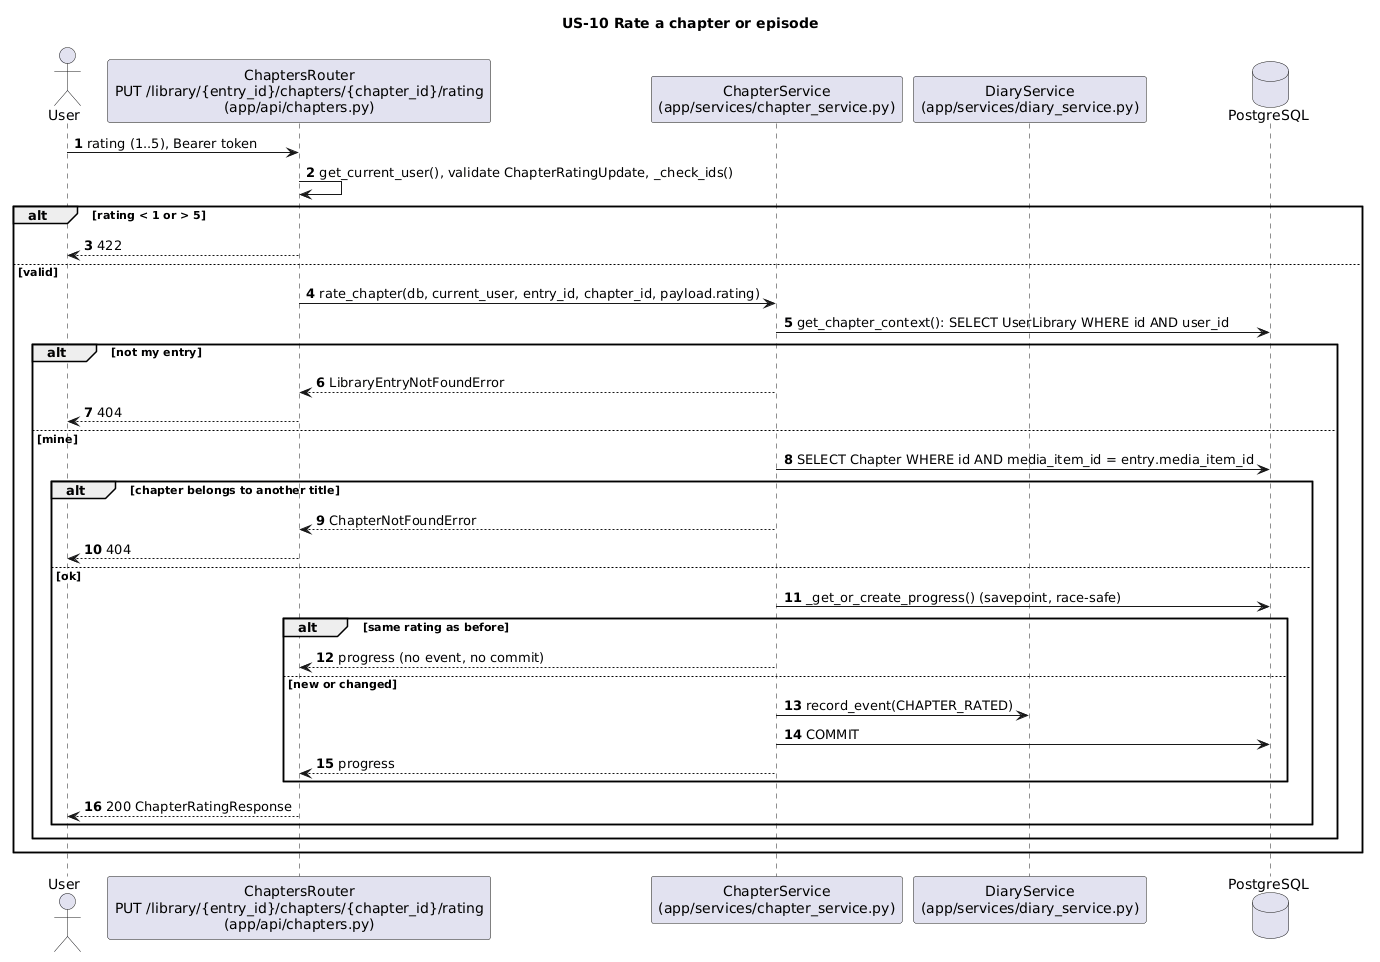 US-10 Rate a chapter or episode
User
ChaptersRouter
PUT /library/{entry_id}/chapters/{chapter_id}/rating
(app/api/chapters.py)
ChapterService
(app/services/chapter_service.py)
DiaryService
(app/services/diary_service.py)
PostgreSQL
1 rating (1..5), Bearer token
2 get_current_user(), validate ChapterRatingUpdate, _check_ids()
alt [rating < 1 or > 5]
3 422
[valid]
4 rate_chapter(db, current_user, entry_id, chapter_id, payload.rating)
5 get_chapter_context(): SELECT UserLibrary WHERE id AND user_id
alt [not my entry]
6 LibraryEntryNotFoundError
7 404
[mine]
8 SELECT Chapter WHERE id AND media_item_id = entry.media_item_id
alt [chapter belongs to another title]
9 ChapterNotFoundError
10 404
[ok]
11 _get_or_create_progress() (savepoint, race-safe)
alt [same rating as before]
12 progress (no event, no commit)
[new or changed]
13 record_event(CHAPTER_RATED)
14 COMMIT
15 progress
16 200 ChapterRatingResponse
User
ChaptersRouter
PUT /library/{entry_id}/chapters/{chapter_id}/rating
(app/api/chapters.py)
ChapterService
(app/services/chapter_service.py)
DiaryService
(app/services/diary_service.py)
PostgreSQL